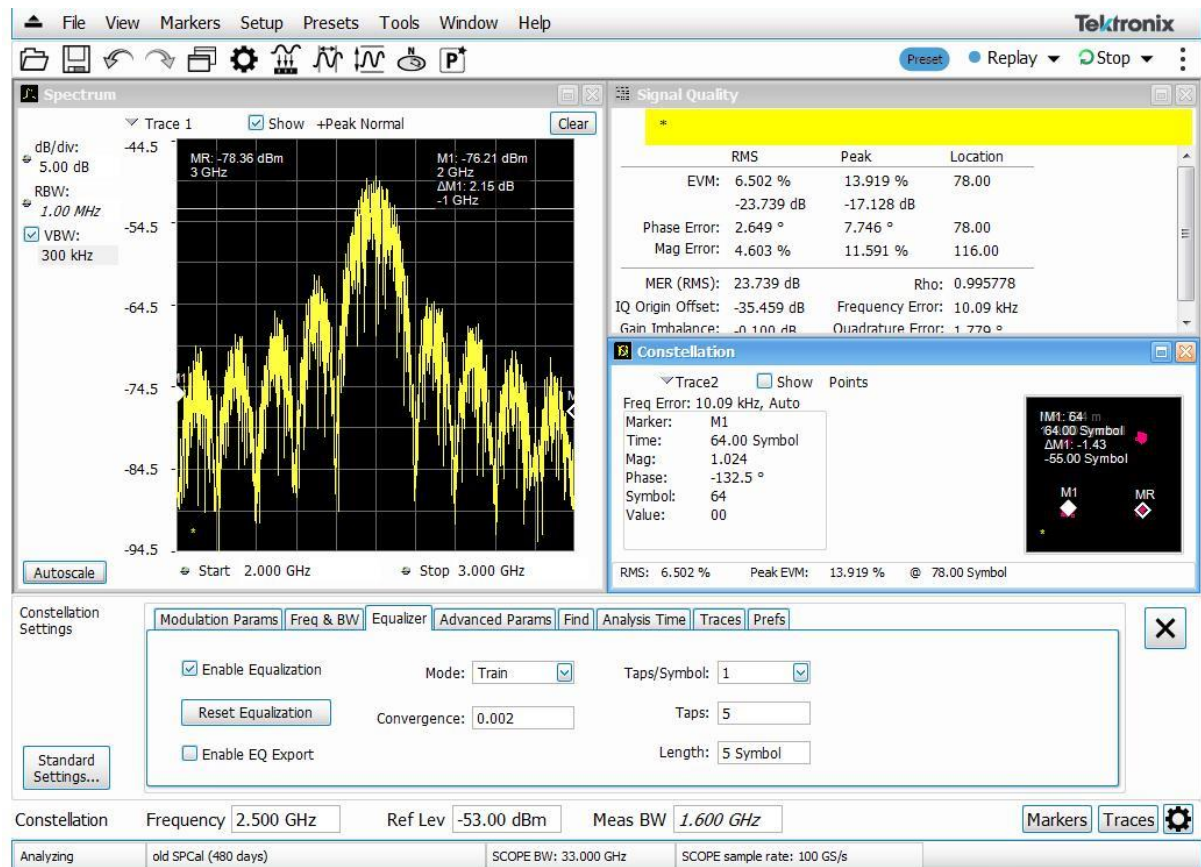 File View Markers Setup Presets Tools Window Help
Tektronix
Preset Replay Stop
Spectrum
Trace 1 Show +Peak Normal Clear
dB/div:
5.00 dB
RBW:
1.00 MHz
VBW:
300 kHz
-44.5
-54.5
-64.5
-74.5
-84.5
-94.5
MR: -78.36 dBm
3 GHz
M1: -76.21 dBm
2 GHz
ΔM1: 2.15 dB
-1 GHz
*
Autoscale
Start 2.000 GHz Stop 3.000 GHz
Signal Quality
*
RMS Peak Location
EVM: 6.502 % 13.919 % 78.00
-23.739 dB -17.128 dB
Phase Error: 2.649 ° 7.746 ° 78.00
Mag Error: 4.603 % 11.591 % 116.00
MER (RMS): 23.739 dB Rho: 0.995778
IQ Origin Offset: -35.459 dB Frequency Error: 10.09 kHz
Gain Imbalance: -0.100 dB Quadrature Error: 1.779 °
Constellation
Trace2 Show Points
Freq Error: 10.09 kHz, Auto
Marker: M1
Time: 64.00 Symbol
Mag: 1.024
Phase: -132.5 °
Symbol: 64
Value: 00
64.00 Symbol
ΔM1: -1.43
-55.00 Symbol
M1 MR
*
RMS: 6.502 % Peak EVM: 13.919 % @ 78.00 Symbol
Constellation
Settings
Modulation Params Freq & BW Equalizer Advanced Params Find Analysis Time Traces Prefs
Enable Equalization Mode: Train Taps/Symbol: 1
Reset Equalization Convergence: 0.002 Taps: 5
Enable EQ Export Length: 5 Symbol
Standard
Settings...
Constellation Frequency 2.500 GHz Ref Lev -53.00 dBm Meas BW 1.600 GHz Markers Traces
Analyzing old SPCal (480 days) SCOPE BW: 33.000 GHz SCOPE sample rate: 100 GS/s